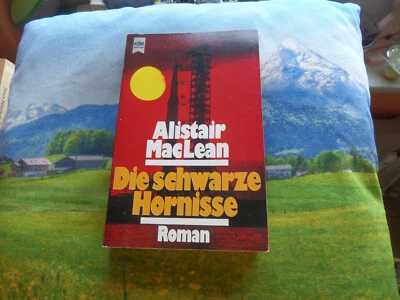 Alistair
MacLean
Die schwarze
Hornisse
Roman